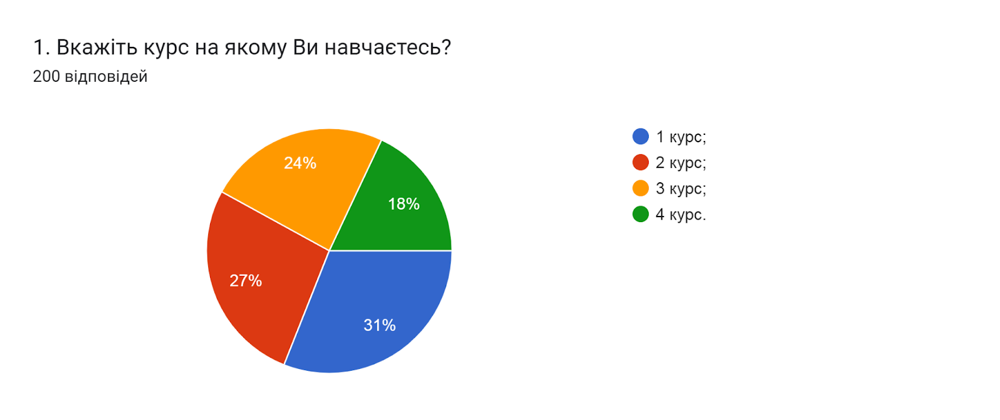 1. Вкажіть курс на якому Ви навчаєтесь?
200 відповідей
24%
18%
27%
31%
1 курс;
2 курс;
3 курс;
4 курс.